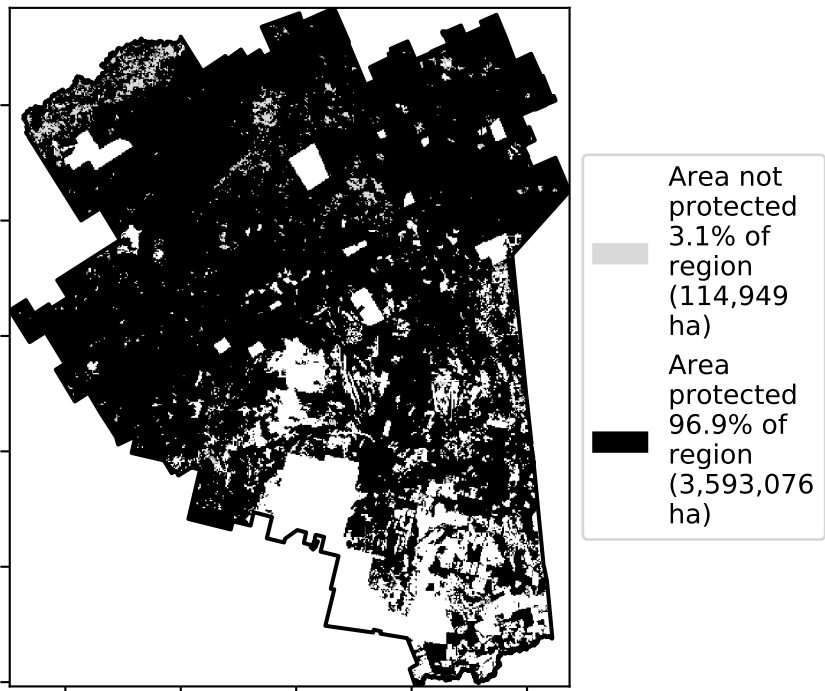 Area not
protected
3.1% of
region
(114,949
ha)
Area
protected
96.9% of
region
(3,593,076
ha)